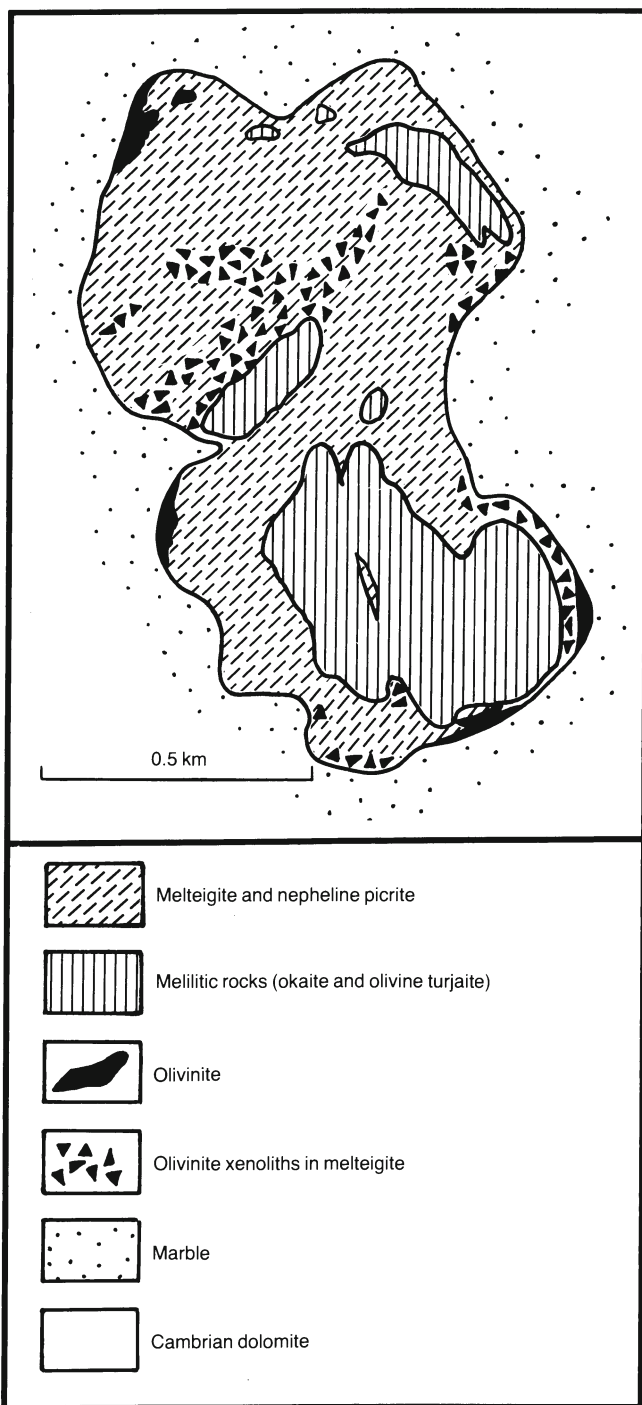 0.5 km
Melteigite and nepheline picrite
Melilitic rocks (okaite and olivine turjaite)
Olivinite
Olivinite xenoliths in melteigite
Marble
Cambrian dolomite